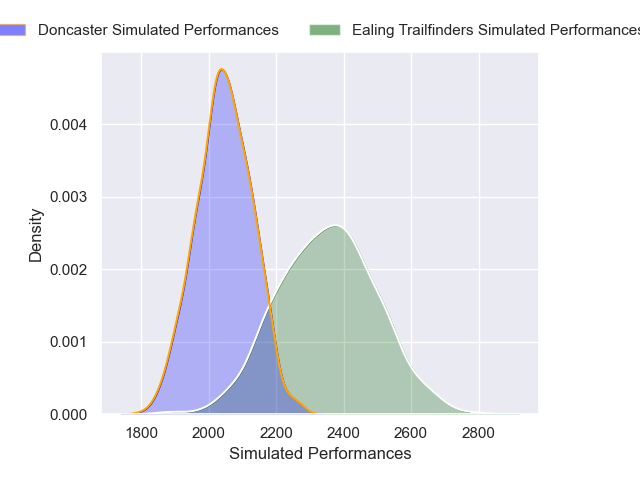 Doncaster Simulated Performances
Ealing Trailfinders Simulated Performances
0.004
0.003
0.002
0.001
0.000
Density
1800 2000 2200 2400 2600 2800
Simulated Performances